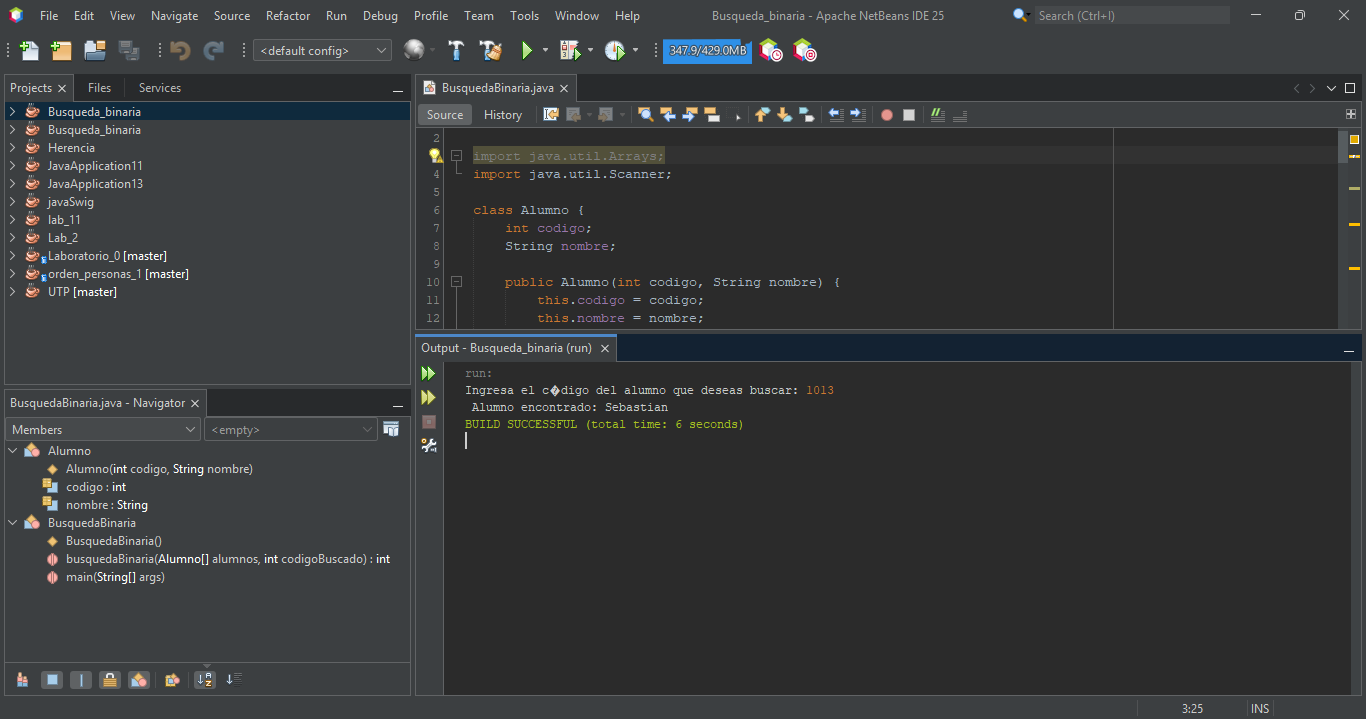 File Edit View Navigate Source Refactor Run Debug Profile Team Tools Window Help Busqueda_binaria - Apache NetBeans IDE 25 Search (Ctrl+I)
<default config> 347.9/429.0MB
Projects Files Services
Busqueda_binaria
Busqueda_binaria
Herencia
JavaApplication11
JavaApplication13
javaSwig
lab_11
Lab_2
Laboratorio_0 [master]
orden_personas_1 [master]
UTP [master]
BusquedaBinaria.java
Source History
2
import java.util.Arrays;
4 import java.util.Scanner;
5
6 class Alumno {
7 int codigo;
8 String nombre;
9
10 public Alumno(int codigo, String nombre) {
11 this.codigo = codigo;
12 this.nombre = nombre;
Output - Busqueda_binaria (run)
run:
Ingresa el c�digo del alumno que deseas buscar: 1013
Alumno encontrado: Sebastian
BUILD SUCCESSFUL (total time: 6 seconds)
BusquedaBinaria.java - Navigator
Members <empty>
Alumno
Alumno(int codigo, String nombre)
codigo : int
nombre : String
BusquedaBinaria
BusquedaBinaria()
busquedaBinaria(Alumno[] alumnos, int codigoBuscado) : int
main(String[] args)
3:25 INS